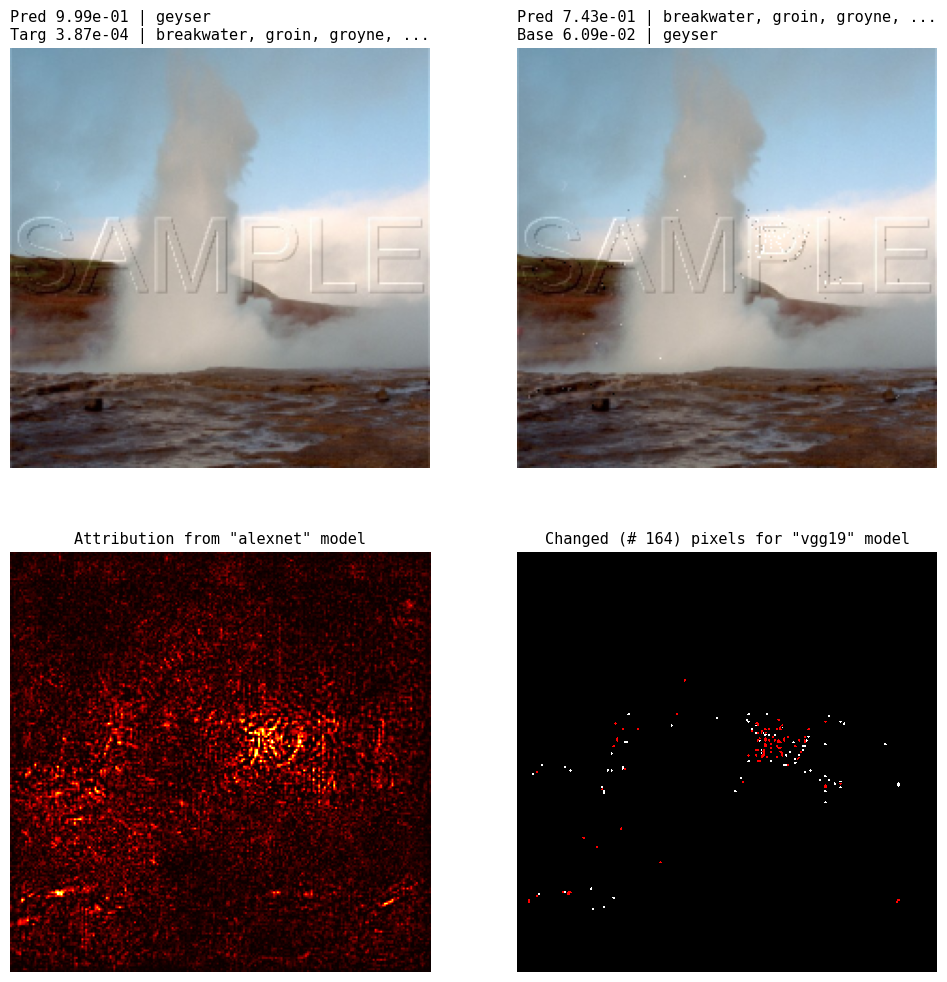 Pred 9.99e-01 | geyser
Targ 3.87e-04 | breakwater, groin, groyne, ...
Pred 7.43e-01 | breakwater, groin, groyne, ...
Base 6.09e-02 | geyser
SAMPLE
SAMPLE
Attribution from "alexnet" model
Changed (# 164) pixels for "vgg19" model